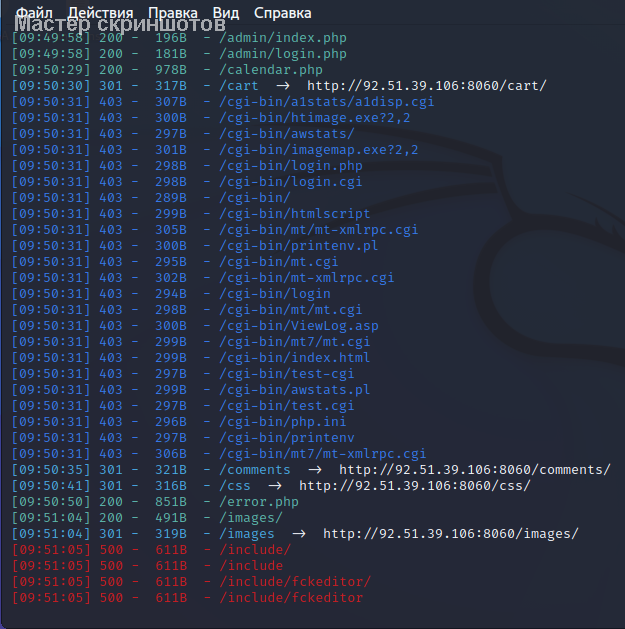 Файл Действия Правка Вид Справка
Мастер скриншотов
[09:49:58] 200 - 196B - /admin/index.php
[09:49:58] 200 - 181B - /admin/login.php
[09:50:29] 200 - 978B - /calendar.php
[09:50:30] 301 - 317B - /cart → http://92.51.39.106:8060/cart/
[09:50:31] 403 - 307B - /cgi-bin/a1stats/a1disp.cgi
[09:50:31] 403 - 300B - /cgi-bin/htimage.exe?2,2
[09:50:31] 403 - 297B - /cgi-bin/awstats/
[09:50:31] 403 - 301B - /cgi-bin/imagemap.exe?2,2
[09:50:31] 403 - 298B - /cgi-bin/login.php
[09:50:31] 403 - 298B - /cgi-bin/login.cgi
[09:50:31] 403 - 289B - /cgi-bin/
[09:50:31] 403 - 299B - /cgi-bin/htmlscript
[09:50:31] 403 - 305B - /cgi-bin/mt/mt-xmlrpc.cgi
[09:50:31] 403 - 300B - /cgi-bin/printenv.pl
[09:50:31] 403 - 295B - /cgi-bin/mt.cgi
[09:50:31] 403 - 302B - /cgi-bin/mt-xmlrpc.cgi
[09:50:31] 403 - 294B - /cgi-bin/login
[09:50:31] 403 - 298B - /cgi-bin/mt/mt.cgi
[09:50:31] 403 - 300B - /cgi-bin/ViewLog.asp
[09:50:31] 403 - 299B - /cgi-bin/mt7/mt.cgi
[09:50:31] 403 - 299B - /cgi-bin/index.html
[09:50:31] 403 - 297B - /cgi-bin/test-cgi
[09:50:31] 403 - 299B - /cgi-bin/awstats.pl
[09:50:31] 403 - 297B - /cgi-bin/test.cgi
[09:50:31] 403 - 296B - /cgi-bin/php.ini
[09:50:31] 403 - 297B - /cgi-bin/printenv
[09:50:31] 403 - 306B - /cgi-bin/mt7/mt-xmlrpc.cgi
[09:50:35] 301 - 321B - /comments → http://92.51.39.106:8060/comments/
[09:50:41] 301 - 316B - /css → http://92.51.39.106:8060/css/
[09:50:50] 200 - 851B - /error.php
[09:51:04] 200 - 491B - /images/
[09:51:04] 301 - 319B - /images → http://92.51.39.106:8060/images/
[09:51:05] 500 - 611B - /include/
[09:51:05] 500 - 611B - /include
[09:51:05] 500 - 611B - /include/fckeditor/
[09:51:05] 500 - 611B - /include/fckeditor